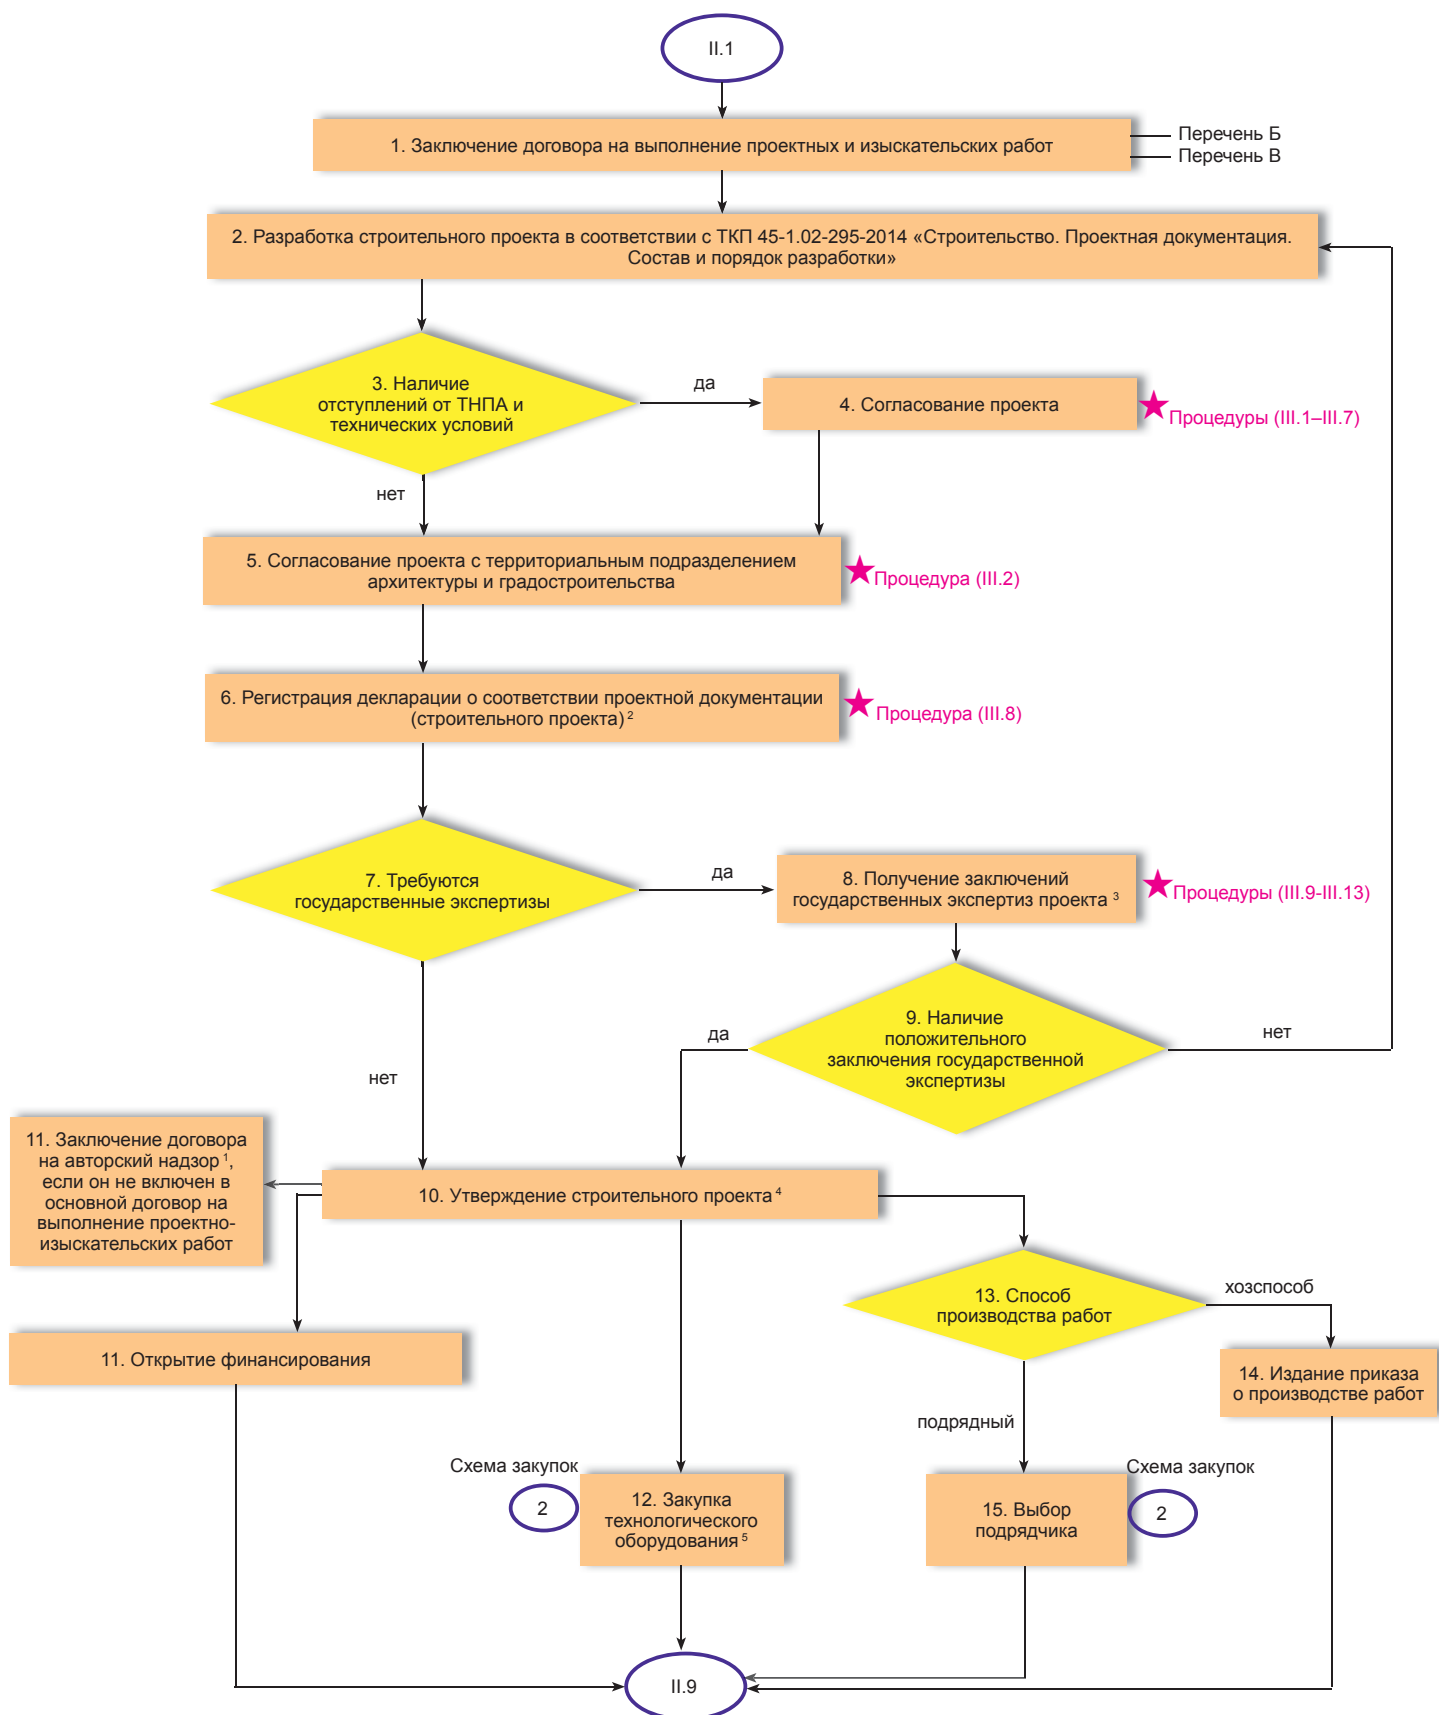 II.1
1. Заключение договора на выполнение проектных и изыскательских работ
Перечень Б
Перечень В
2. Разработка строительного проекта в соответствии с ТКП 45-1.02-295-2014 «Строительство. Проектная документация.
Состав и порядок разработки»
3. Наличие
отступлений от ТНПА и
технических условий
да
4. Согласование проекта
Процедуры (III.1–III.7)
нет
5. Согласование проекта с территориальным подразделением
архитектуры и градостроительства
Процедура (III.2)
6. Регистрация декларации о соответствии проектной документации
(строительного проекта) 2
Процедура (III.8)
7. Требуются
государственные экспертизы
да
8. Получение заключений
государственных экспертиз проекта 3
Процедуры (III.9-III.13)
9. Наличие
положительного
заключения государственной
экспертизы
да
нет
нет
11. Заключение договора
на авторский надзор 1,
если он не включен в
основной договор на
выполнение проектно-
изыскательских работ
10. Утверждение строительного проекта 4
13. Способ
производства работ
хозспособ
11. Открытие финансирования
14. Издание приказа
о производстве работ
подрядный
Схема закупок
2
12. Закупка
технологического
оборудования 5
15. Выбор
подрядчика
Схема закупок
2
II.9